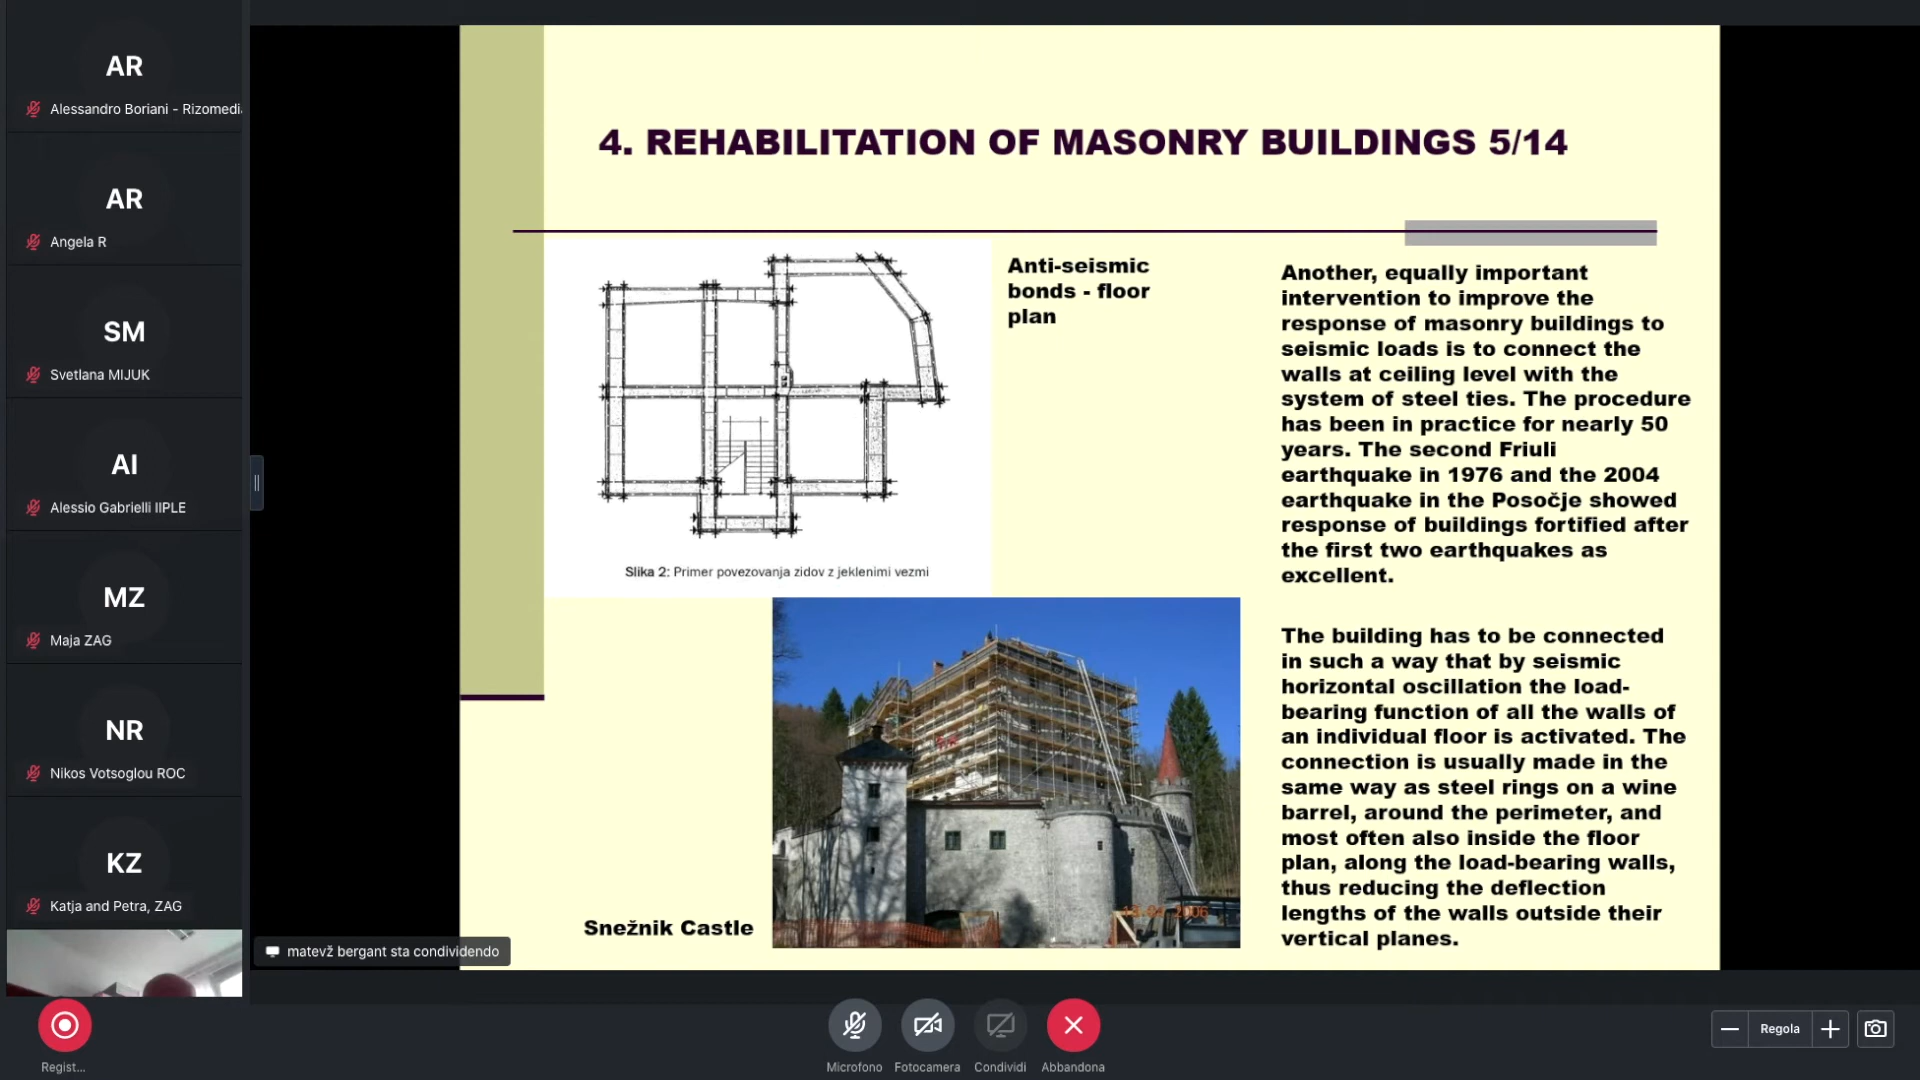 AR
Alessandro Boriani - Rizomedi
AR
Angela R
SM
Svetlana MIJUK
AI
Alessio Gabrielli IIPLE
MZ
Maja ZAG
NR
Nikos Votsoglou ROC
KZ
Katja and Petra, ZAG
4. REHABILITATION OF MASONRY BUILDINGS 5/14
Anti-seismic
bonds - floor
plan
Slika 2: Primer povezovanja zidov z jeklenimi vezmi
Snežnik Castle
Another, equally important
intervention to improve the
response of masonry buildings to
seismic loads is to connect the
walls at ceiling level with the
system of steel ties. The procedure
has been in practice for nearly 50
years. The second Friuli
earthquake in 1976 and the 2004
earthquake in the Posočje showed
response of buildings fortified after
the first two earthquakes as
excellent.
The building has to be connected
in such a way that by seismic
horizontal oscillation the load-
bearing function of all the walls of
an individual floor is activated. The
connection is usually made in the
same way as steel rings on a wine
barrel, around the perimeter, and
most often also inside the floor
plan, along the load-bearing walls,
thus reducing the deflection
lengths of the walls outside their
vertical planes.
matevž bergant sta condividendo
Regist...
Microfono
Fotocamera
Condividi
Abbandona
Regola